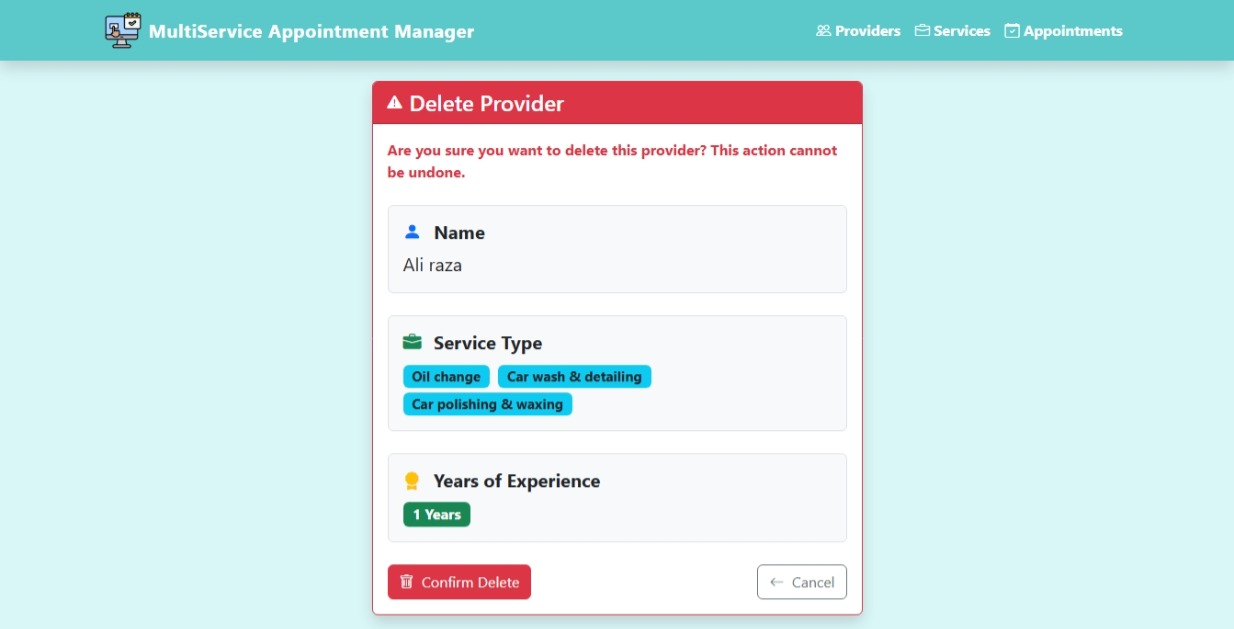 MultiService Appointment Manager
Providers Services Appointments
Delete Provider
Are you sure you want to delete this provider? This action cannot
be undone.
Name
Ali raza
Service Type
Oil change Car wash & detailing
Car polishing & waxing
Years of Experience
1 Years
Confirm Delete Cancel